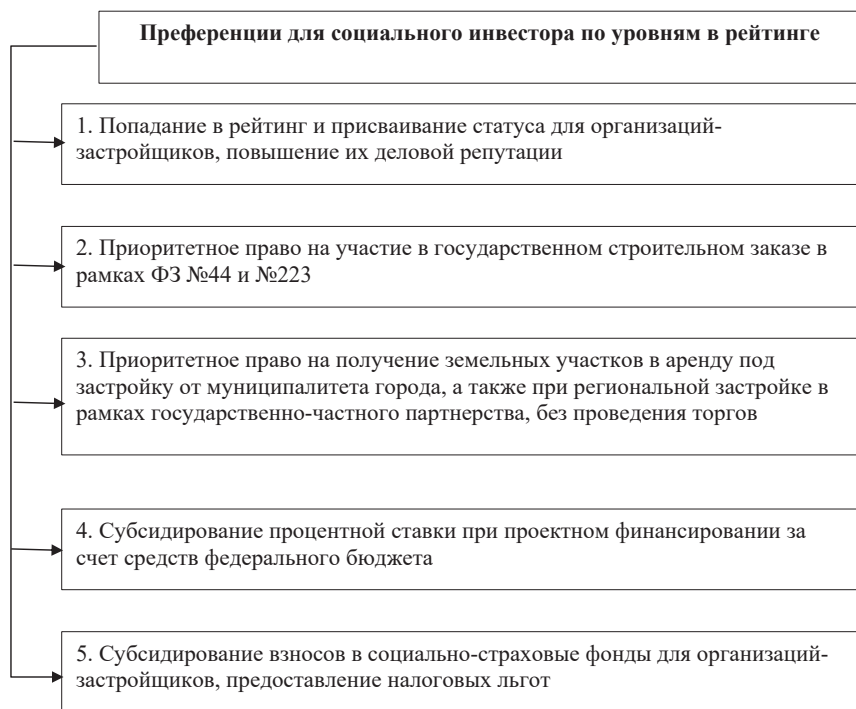 Преференции для социального инвестора по уровням в рейтинге
1. Попадание в рейтинг и присваивание статуса для организаций-
застройщиков, повышение их деловой репутации
2. Приоритетное право на участие в государственном строительном заказе в
рамках ФЗ №44 и №223
3. Приоритетное право на получение земельных участков в аренду под
застройку от муниципалитета города, а также при региональной застройке в
рамках государственно-частного партнерства, без проведения торгов
4. Субсидирование процентной ставки при проектном финансировании за
счет средств федерального бюджета
5. Субсидирование взносов в социально-страховые фонды для организаций-
застройщиков, предоставление налоговых льгот